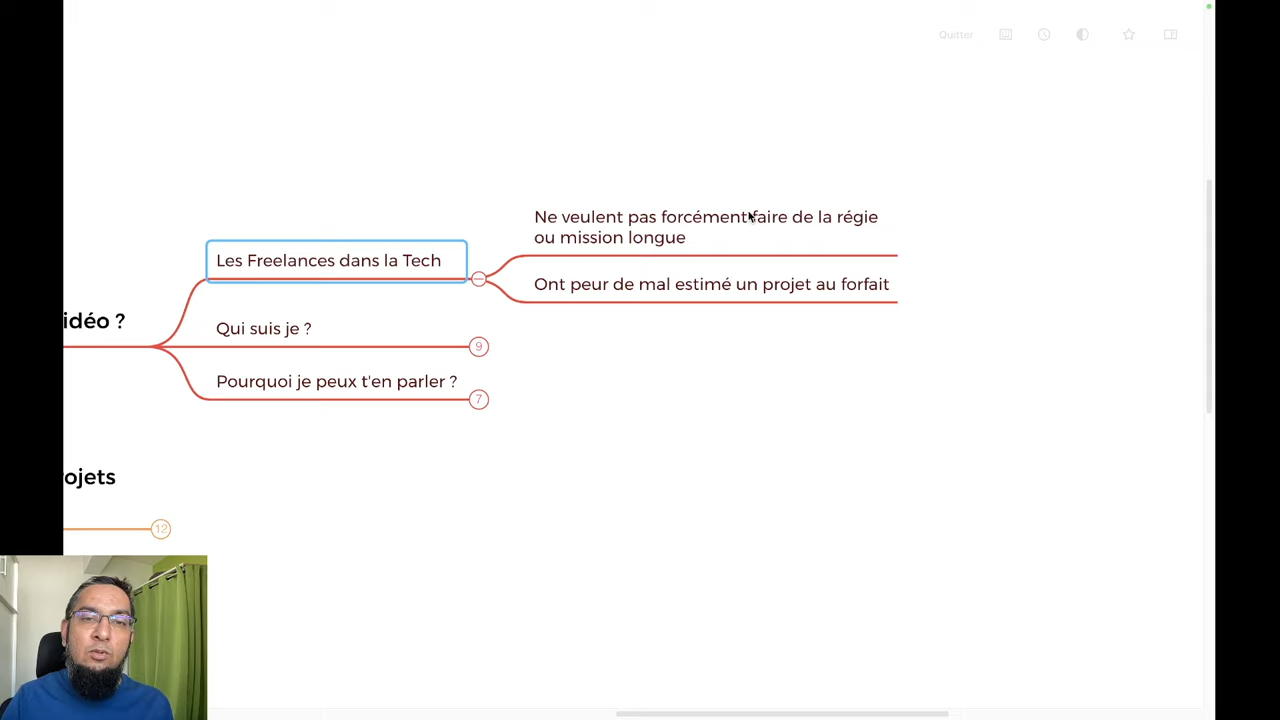 Quitter
Ne veulent pas forcément faire de la régie
ou mission longue
Les Freelances dans la Tech
Ont peur de mal estimé un projet au forfait
idéo ?
Qui suis je ?
9
Pourquoi je peux t'en parler ?
7
ojets
12